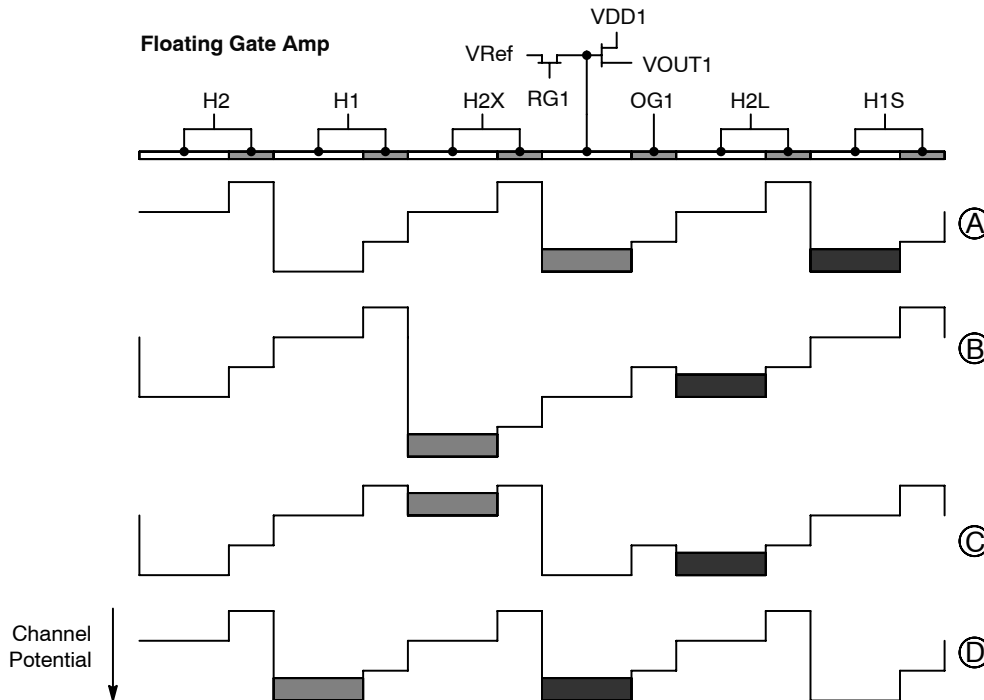 VDD1
Floating Gate Amp
VRef
VOUT1
RG1
H2 H1 H2X OG1 H2L H1S
A
B
C
Channel
Potential
D